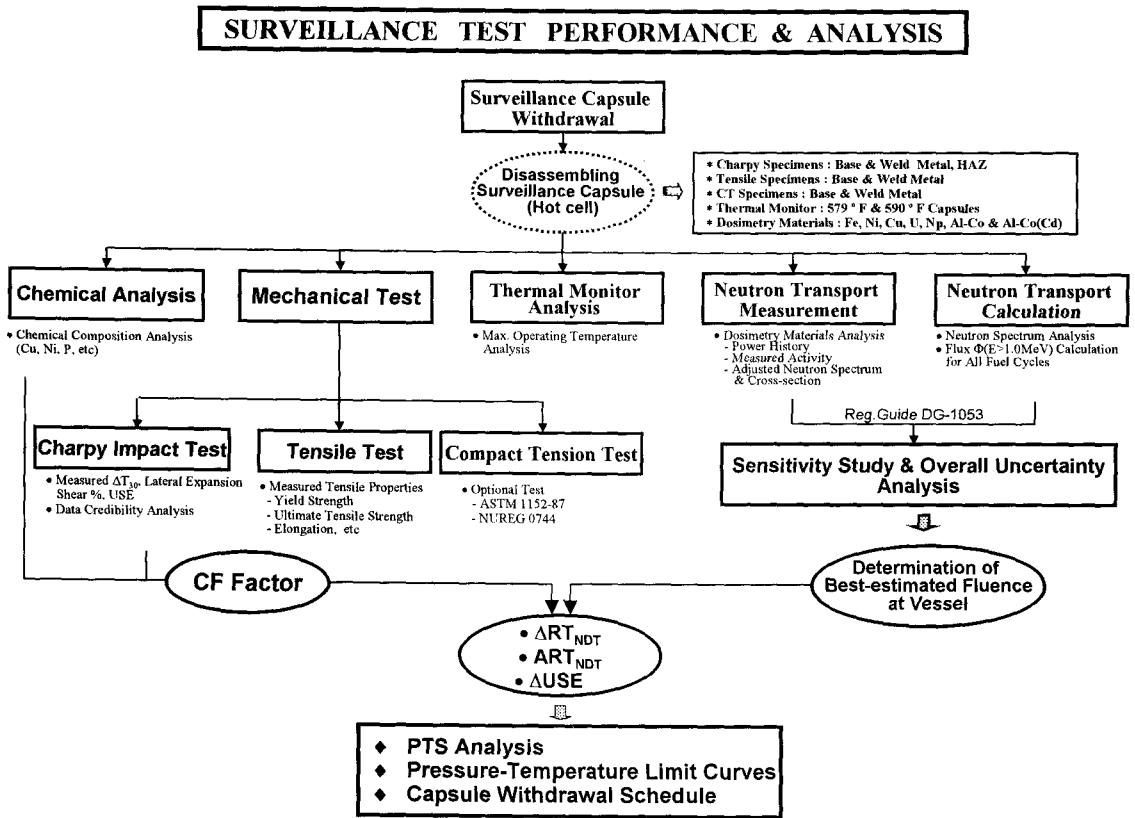 SURVEILLANCE TEST PERFORMANCE & ANALYSIS
Surveillance Capsule
Withdrawal
Disassembling
Surveillance Capsule
(Hot cell)
* Charpy Specimens : Base & Weld Metal, HAZ
* Tensile Specimens : Base & Weld Metal
* CT Specimens : Base & Weld Metal
* Thermal Monitor : 579 ° F & 590 ° F Capsules
* Dosimetry Materials : Fe, Ni, Cu, U, Np, Al-Co & Al-Co(Cd)
Chemical Analysis
• Chemical Composition Analysis
(Cu, Ni, P, etc)
Mechanical Test
Thermal Monitor
Analysis
• Max. Operating Temperature
Analysis
Neutron Transport
Measurement
• Dosimetry Materials Analysis
- Power History
- Measured Activity
- Adjusted Neutron Spectrum
& Cross-section
Neutron Transport
Calculation
• Neutron Spectrum Analysis
• Flux Φ(E>1.0MeV) Calculation
for All Fuel Cycles
Reg.Guide DG-1053
Charpy Impact Test
• Measured ΔT30, Lateral Expansion
Shear %, USE
• Data Credibility Analysis
Tensile Test
• Measured Tensile Properties
- Yield Strength
- Ultimate Tensile Strength
- Elongation, etc
Compact Tension Test
• Optional Test
- ASTM 1152-87
- NUREG 0744
Sensitivity Study & Overall Uncertainty
Analysis
CF Factor
Determination of
Best-estimated Fluence
at Vessel
• ΔRTNDT
• ARTNDT
• ΔUSE
♦ PTS Analysis
♦ Pressure-Temperature Limit Curves
♦ Capsule Withdrawal Schedule